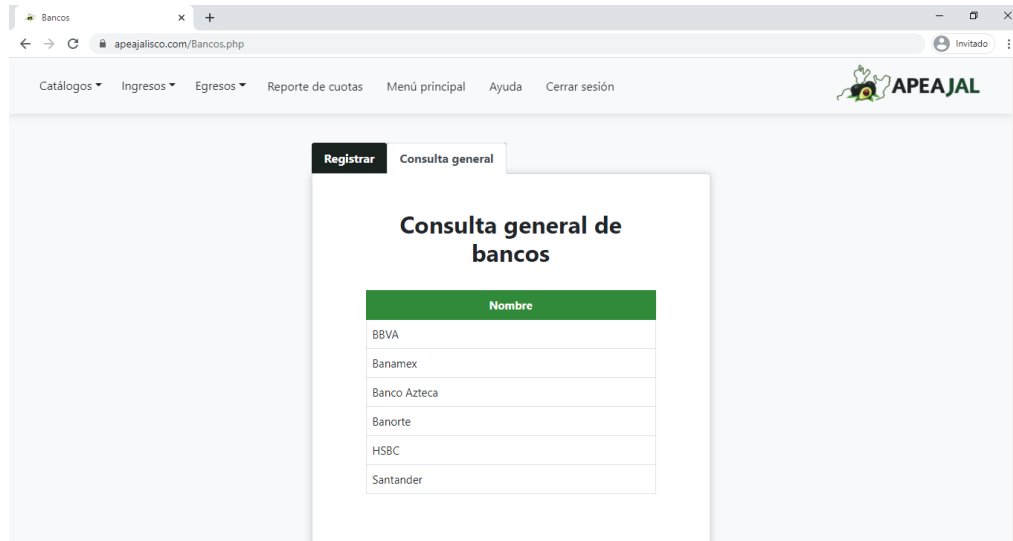 Bancos
apeajalisco.com/Bancos.php
Invitado
Catálogos Ingresos Egresos Reporte de cuotas Menú principal Ayuda Cerrar sesión
APEAJAL
Registrar Consulta general
Consulta general de
bancos
Nombre
BBVA
Banamex
Banco Azteca
Banorte
HSBC
Santander